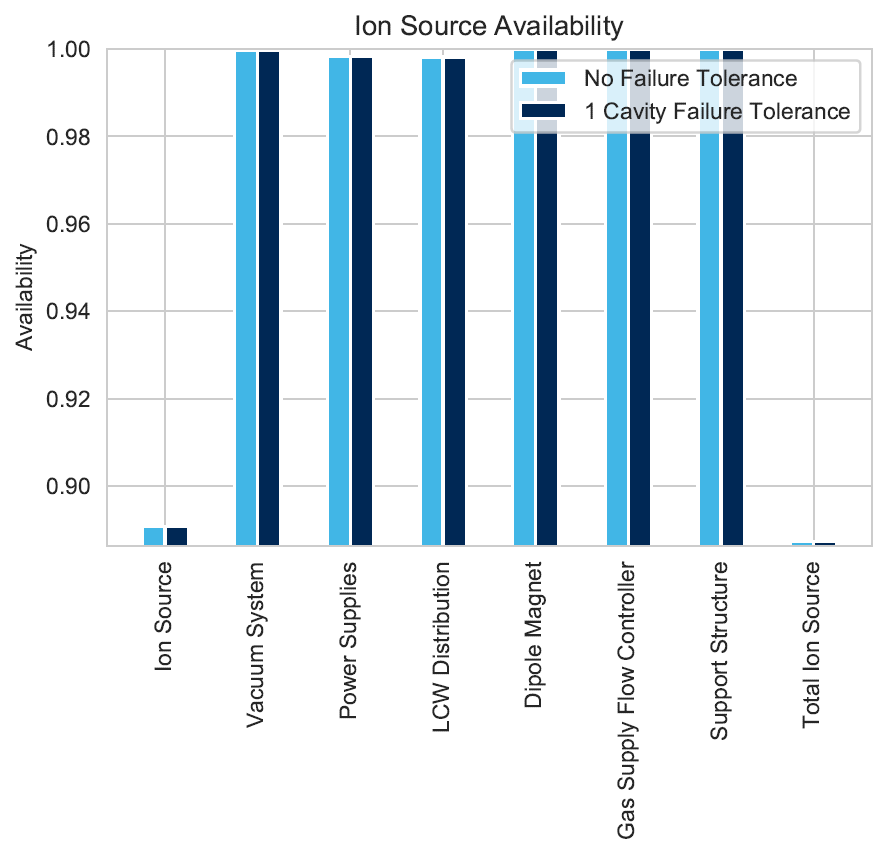 Ion Source Availability
No Failure Tolerance
1 Cavity Failure Tolerance
Availability
1.00
0.98
0.96
0.94
0.92
0.90
Ion Source
Vacuum System
Power Supplies
LCW Distribution
Dipole Magnet
Gas Supply Flow Controller
Support Structure
Total Ion Source